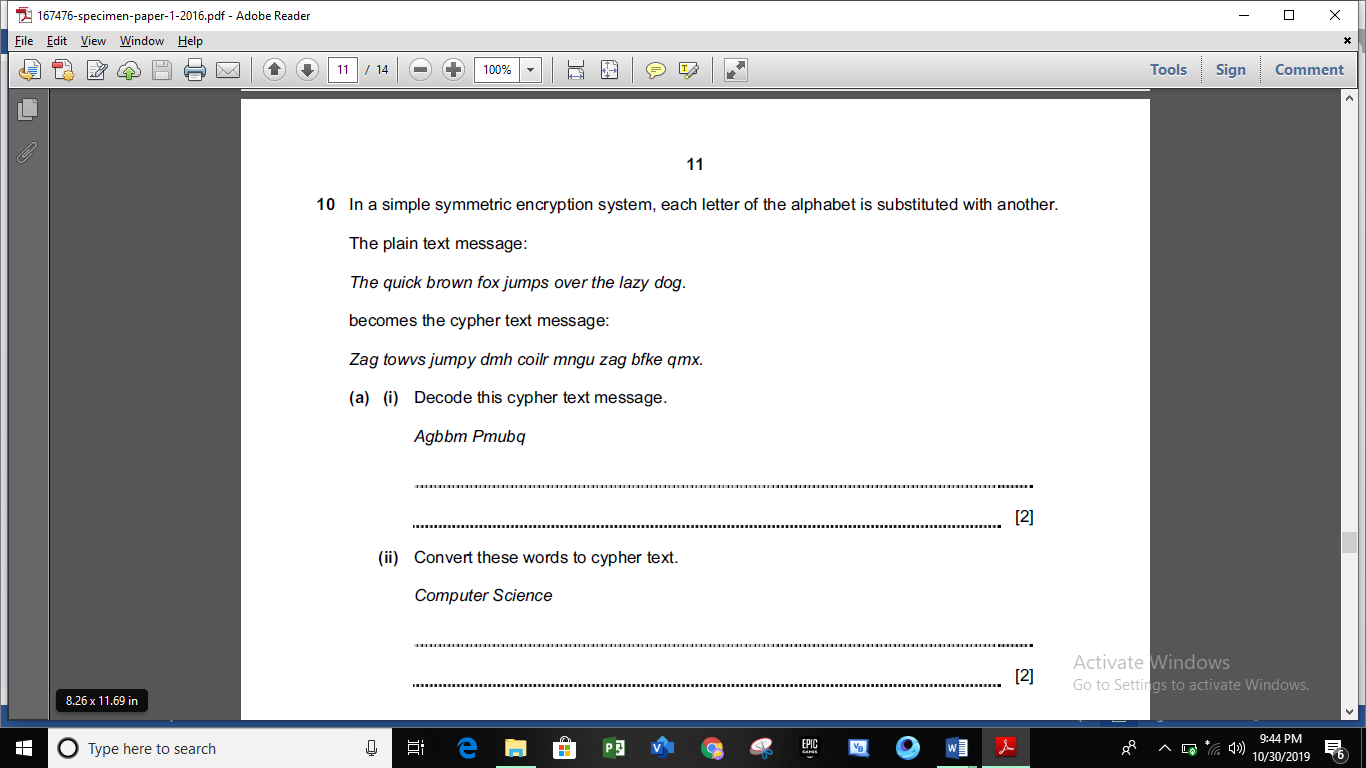 167476-specimen-paper-1-2016.pdf - Adobe Reader
File Edit View Window Help
11 / 14 100% Tools Sign Comment
11
10 In a simple symmetric encryption system, each letter of the alphabet is substituted with another.
The plain text message:
The quick brown fox jumps over the lazy dog.
becomes the cypher text message:
Zag towvs jumpy dmh coilr mngu zag bfke qmx.
(a) (i) Decode this cypher text message.
Agbbm Pmubq
[2]
(ii) Convert these words to cypher text.
Computer Science
[2]
Activate Windows
Go to Settings to activate Windows.
8.26 x 11.69 in
Type here to search
EPIC GAMES
9:44 PM
10/30/2019
6